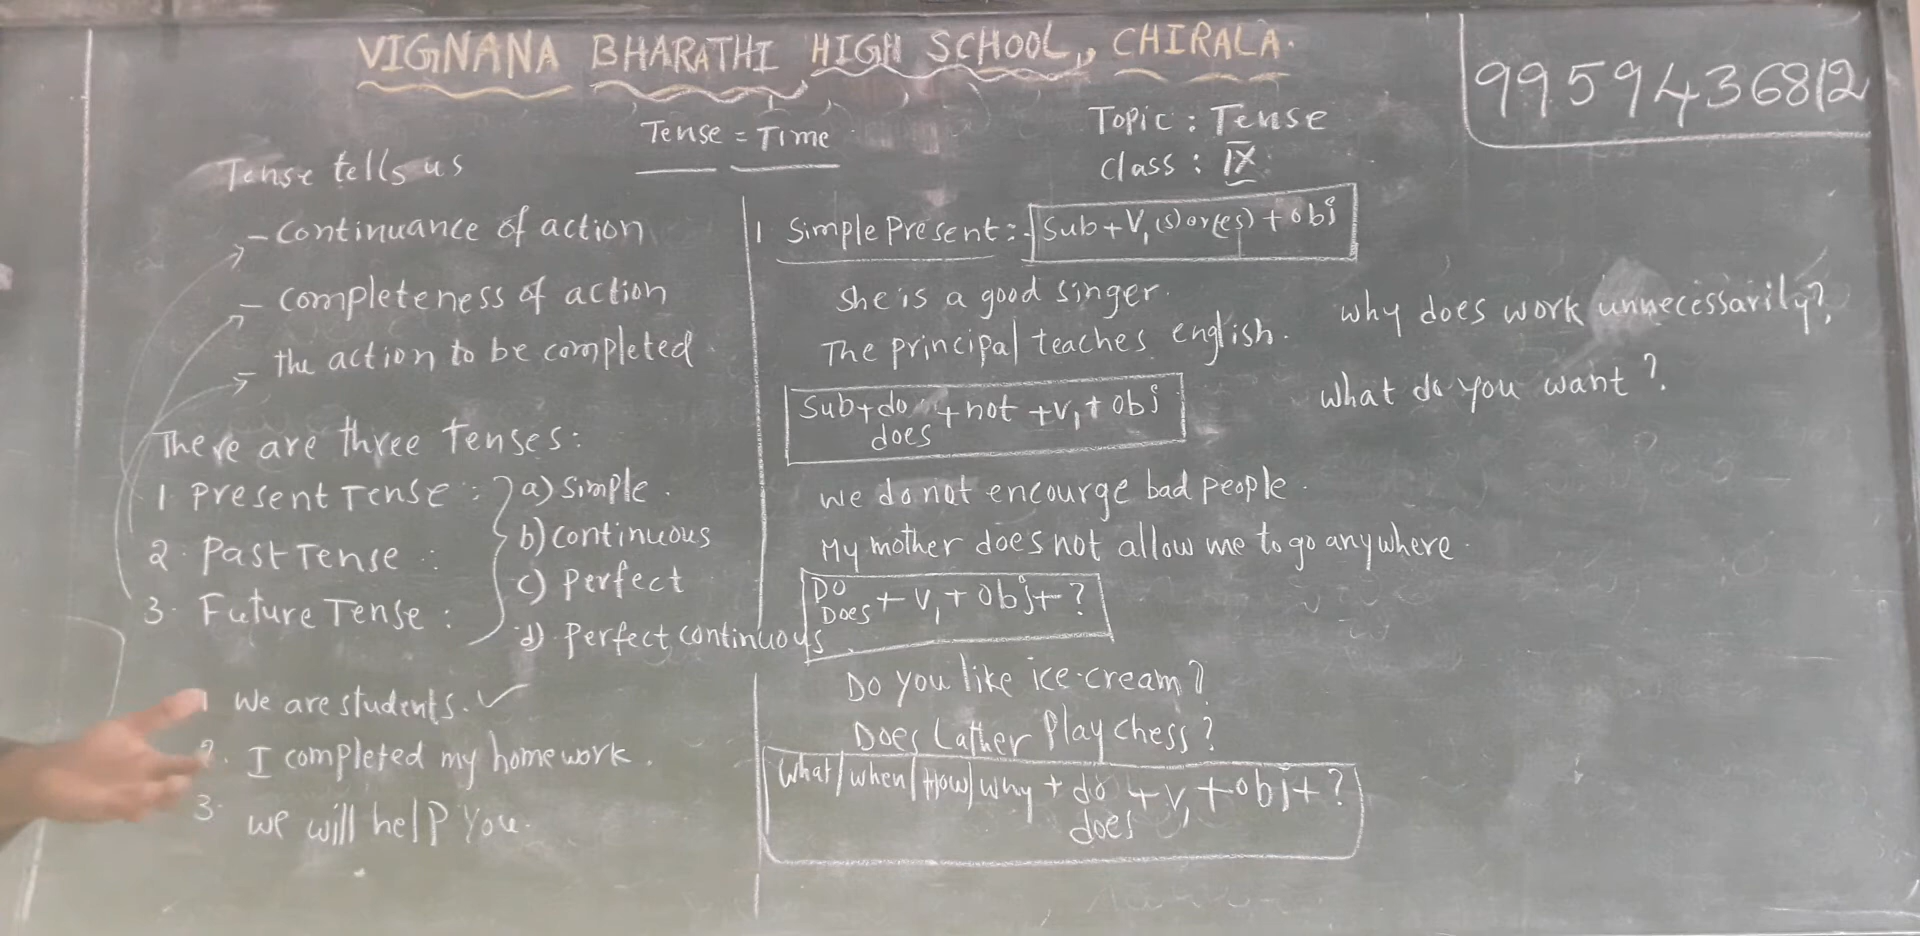 VIGNANA BHARATHI HIGH SCHOOL, CHIRALA.
9959436812
Tense = Time
Topic : Tense
Class : IX
Tense tells us
- continuance of action
- completeness of action
- the action to be completed
There are three Tenses:
1 Present Tense :
2. Past Tense :
3. Future Tense :
a) Simple.
b) continuous
c) Perfect
d) Perfect continuous
1 We are students. ✓
2. I completed my homework.
3. we will help you.
1 Simple Present :- Sub + V1 (s) or (es) + obj
She is a good singer.
The principal teaches english.
Sub + do + not + V1 + obj
does
we do not encourge bad people.
My mother does not allow me to go anywhere.
Do
Does + V1 + obj + ?
Do you like ice-cream?
Does Lather Play chess?
What/when/How/why + do + V1 + obj + ?
does
why does work unnecessarily?
what do you want?